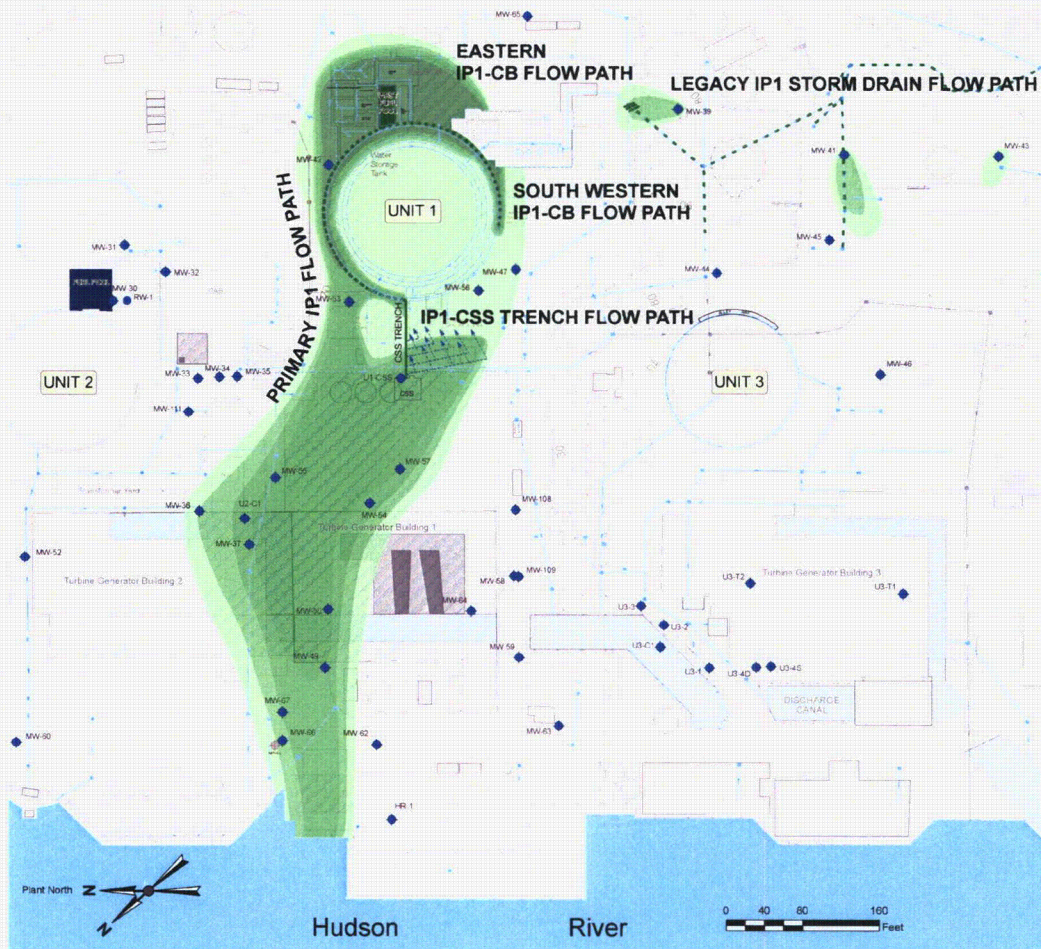 MW-65
EASTERN
IP1-CB FLOW PATH
LEGACY IP1 STORM DRAIN FLOW PATH
MW-39
MW-42
Water
Storage
Tank
MW-41
MW-43
UNIT 1
SOUTH WESTERN
IP1-CB FLOW PATH
PRIMARY IP1 FLOW PATH
MW-31
MW-32
MW-45
MW-47
MW-44
MW-30
RW-1
MW-53
MW-56
CSS TRENCH
IP1-CSS TRENCH FLOW PATH
UNIT 2
MW-33
MW-34
MW-35
U1-CSS
CSS
UNIT 3
MW-46
MW-111
MW-55
MW-57
MW-36
U2-C1
MW-54
MW-108
MW-37
Turbine Generator Building 1
MW-52
Turbine Generator Building 2
MW-58
MW-109
U3-T2
Turbine Generator Building 3
U3-T1
MW-50
MW-64
U3-3
U3-2
MW-49
MW-59
U3-C1
U3-1
U3-4D
U3-4S
DISCHARGE
CANAL
MW-67
MW-66
MW-62
MW-63
MW-60
HR-1
Plant North
N
N
Hudson River
0 40 80 160
Feet